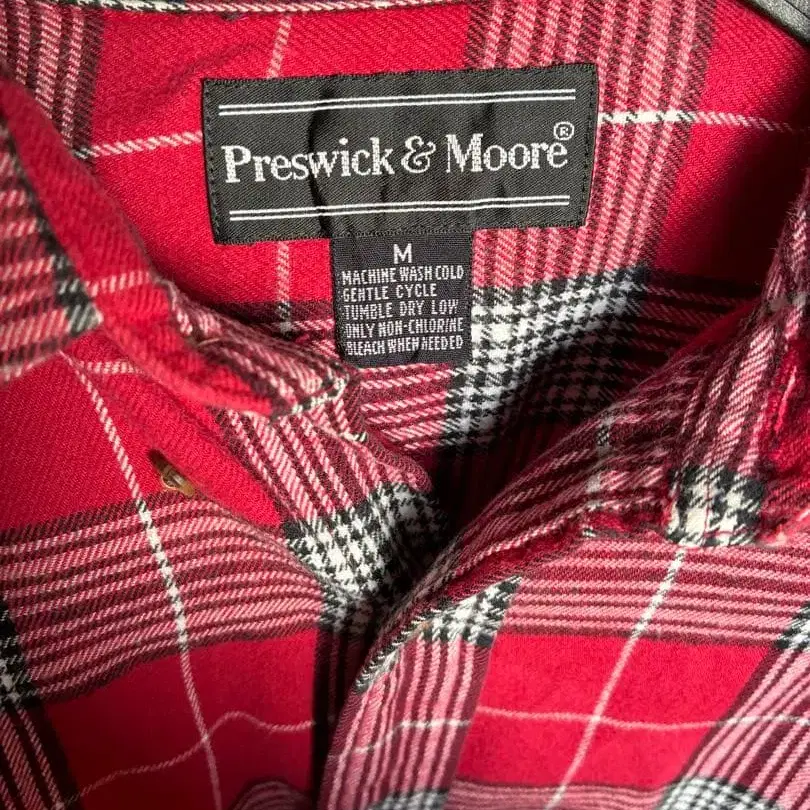 Preswick & Moore®
M
MACHINE WASH COLD
GENTLE CYCLE
TUMBLE DRY LOW
ONLY NON-CHLORINE
BLEACH WHEN NEEDED